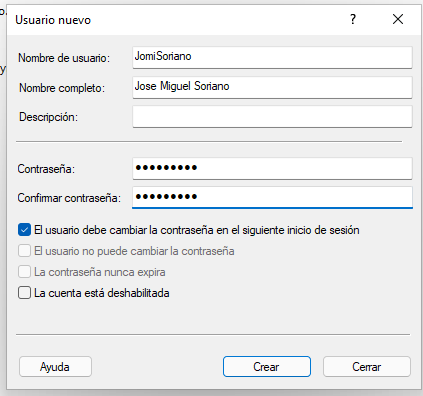 o.
Usuario nuevo
?
Nombre de usuario: JomiSoriano
y
Nombre completo: Jose Miguel Soriano
Descripción:
Contraseña: •••••••••
Confirmar contraseña: •••••••••
El usuario debe cambiar la contraseña en el siguiente inicio de sesión
El usuario no puede cambiar la contraseña
La contraseña nunca expira
La cuenta está deshabilitada
Ayuda Crear Cerrar